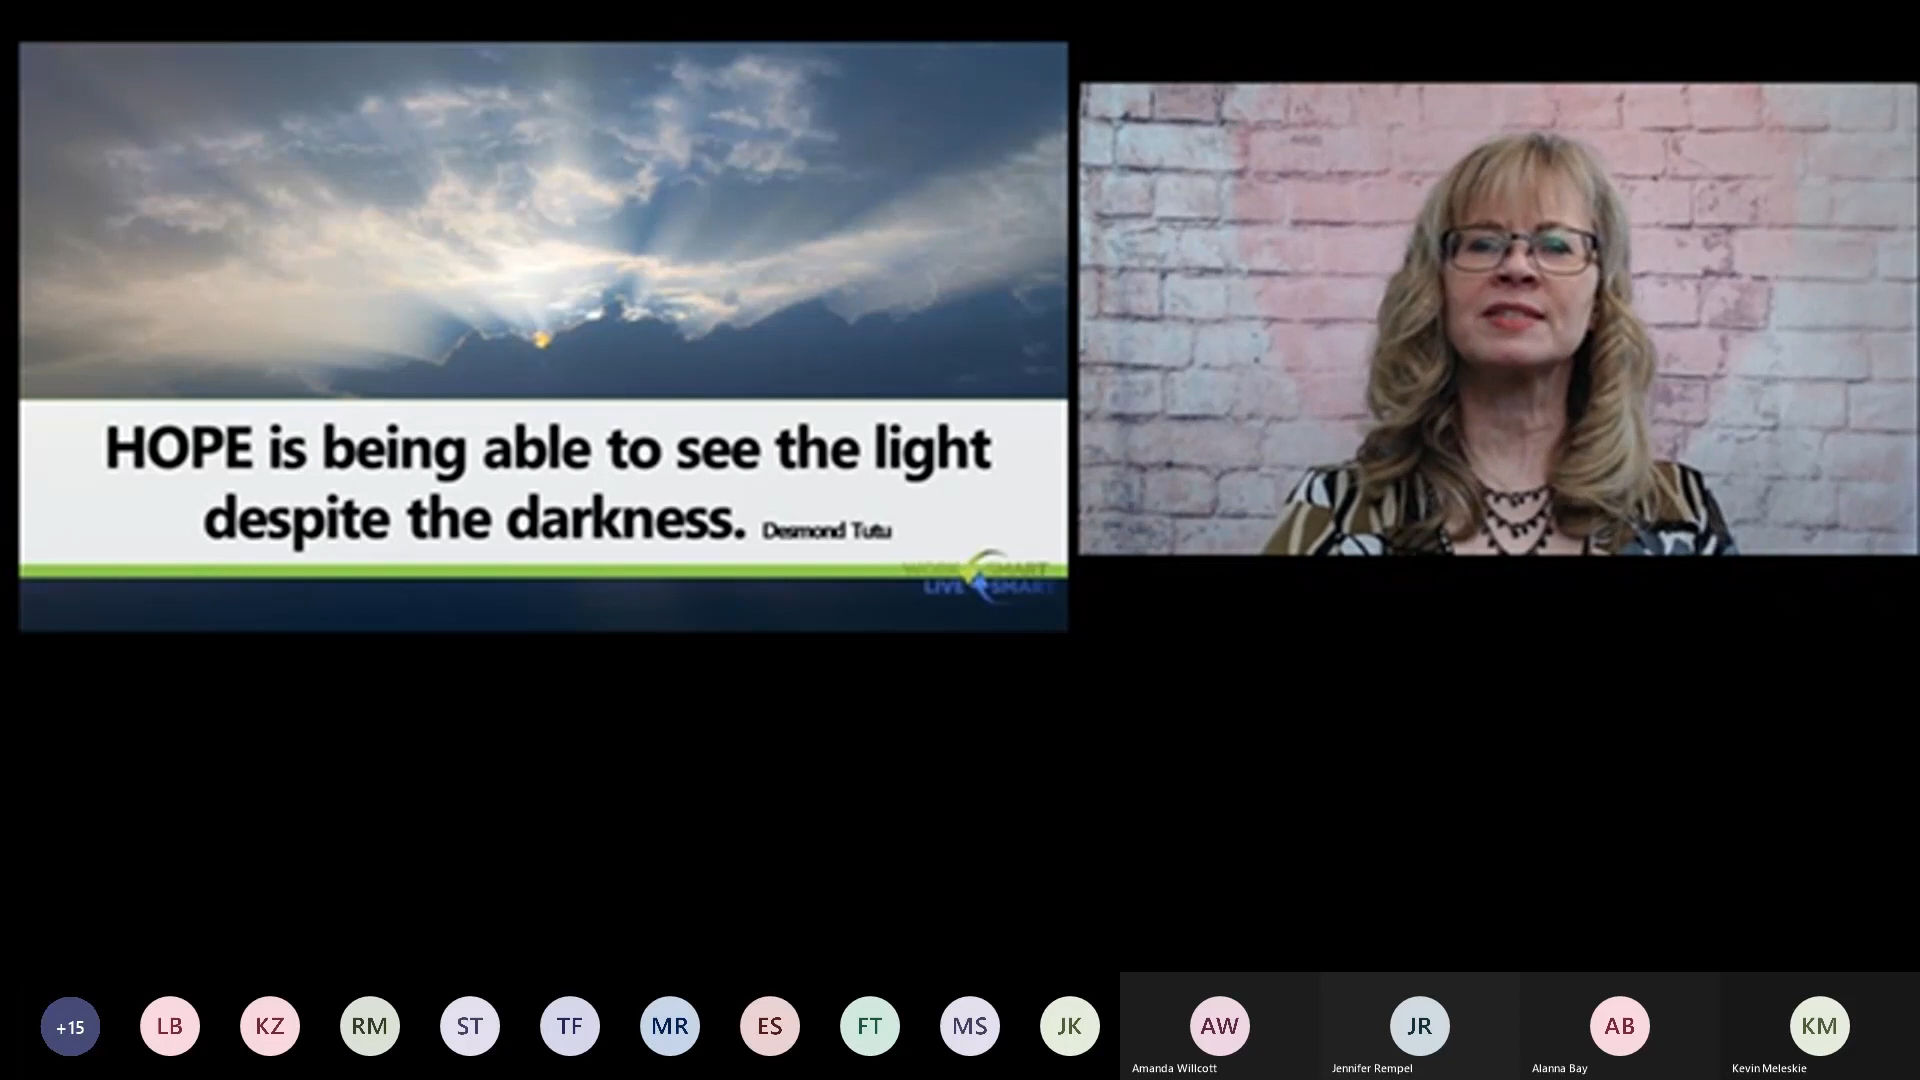 HOPE is being able to see the light
despite the darkness. Desmond Tutu
WORK SMART
LIVE SMART
+15
LB
KZ
RM
ST
TF
MR
ES
FT
MS
JK
AW
JR
AB
KM
Amanda Willcott
Jennifer Rempel
Alanna Bay
Kevin Meleskie